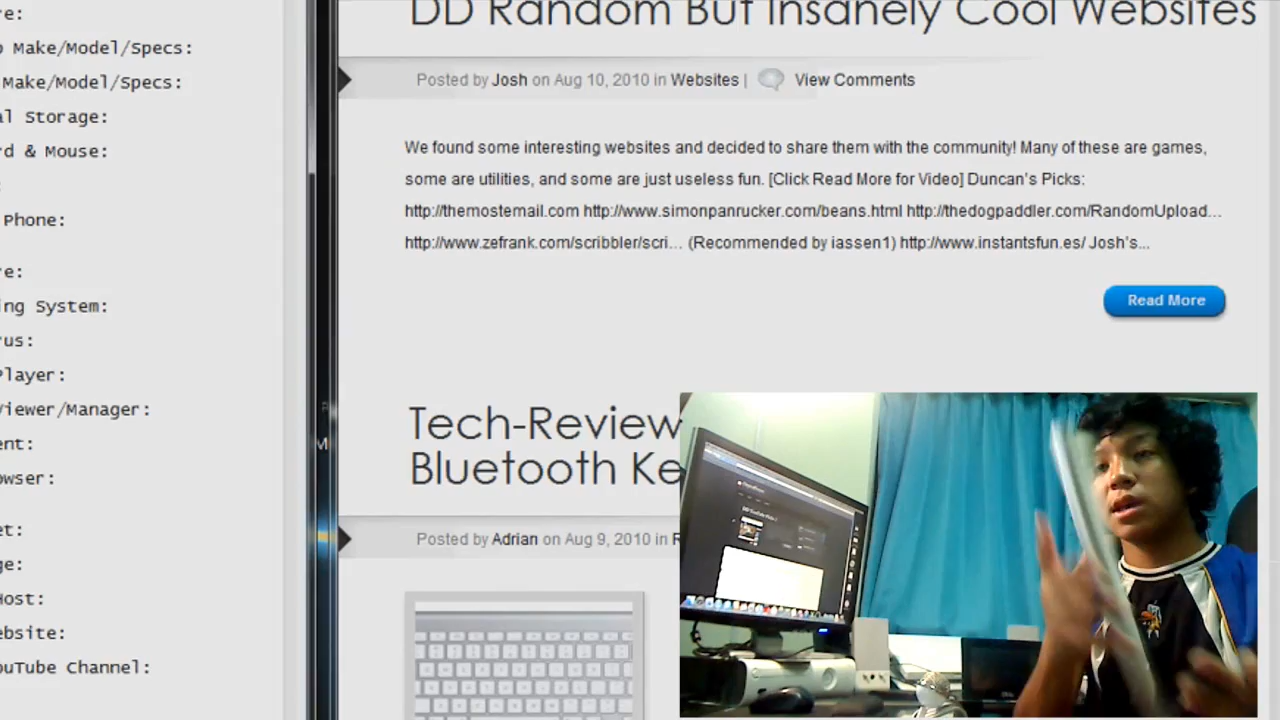 re:
p Make/Model/Specs:
Make/Model/Specs:
al Storage:
rd & Mouse:
:
Phone:
re:
ing System:
rus:
Player:
Viewer/Manager:
ent:
owser:
et:
ge:
Host:
ebsite:
ouTube Channel:
M
DD Random But Insanely Cool Websites
Posted by Josh on Aug 10, 2010 in Websites | View Comments
We found some interesting websites and decided to share them with the community! Many of these are games,
some are utilities, and some are just useless fun. [Click Read More for Video] Duncan's Picks:
http://themostemail.com http://www.simonpanrucker.com/beans.html http://thedogpaddler.com/RandomUpload...
http://www.zefrank.com/scribbler/scri... (Recommended by iassen1) http://www.instantsfun.es/ Josh's...
Read More
Tech-Review
Bluetooth Ke
Posted by Adrian on Aug 9, 2010 in R